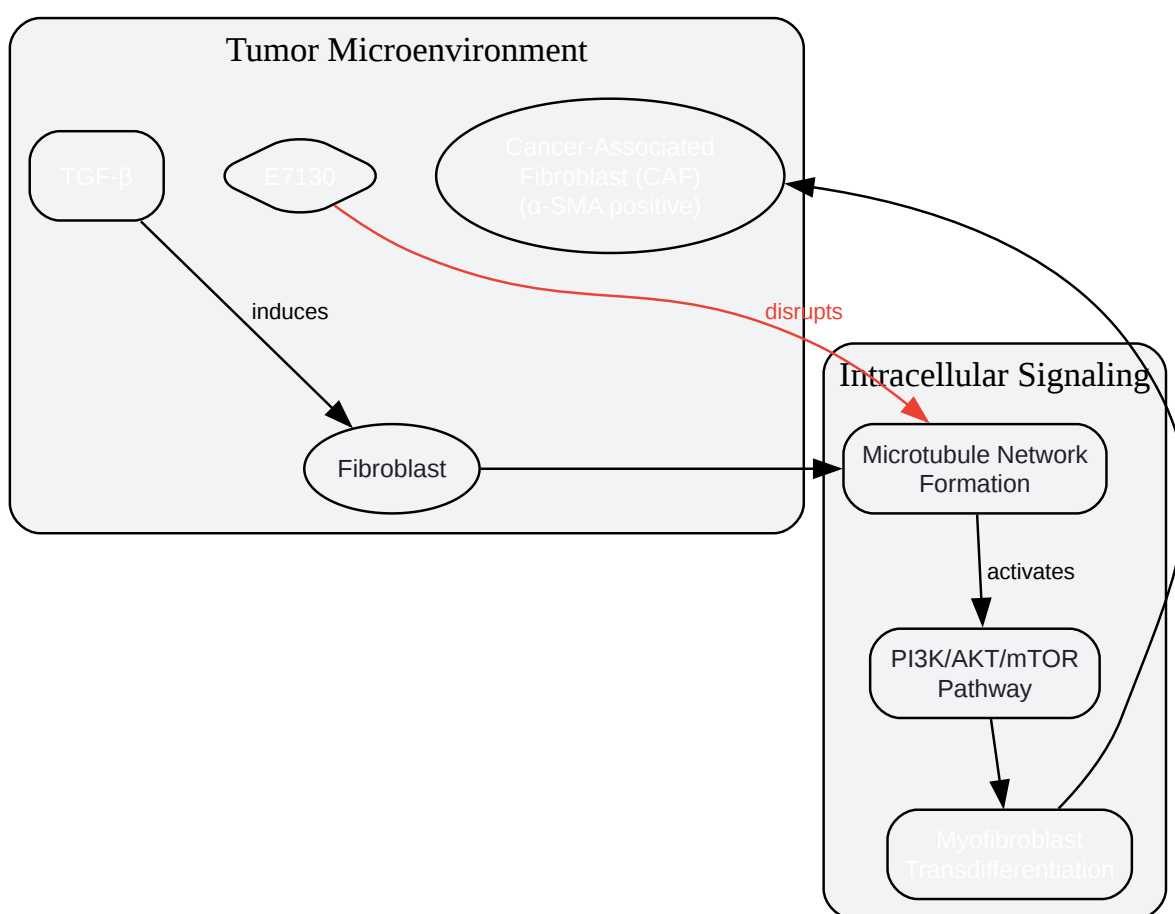 Tumor Microenvironment
TGF-β
E7130
Cancer-Associated
Fibroblast (CAF)
(α-SMA positive)
induces
disrupts
Fibroblast
Intracellular Signaling
Microtubule Network
Formation
activates
PI3K/AKT/mTOR
Pathway
Myofibroblast
Transdifferentiation